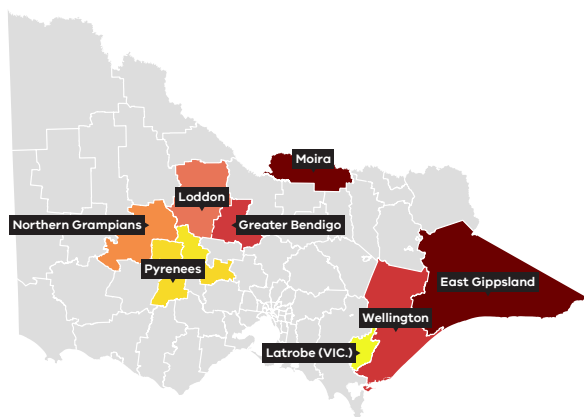 Moira
Loddon
Northern Grampians
Greater Bendigo
Pyrenees
East Gippsland
Wellington
Latrobe (VIC.)